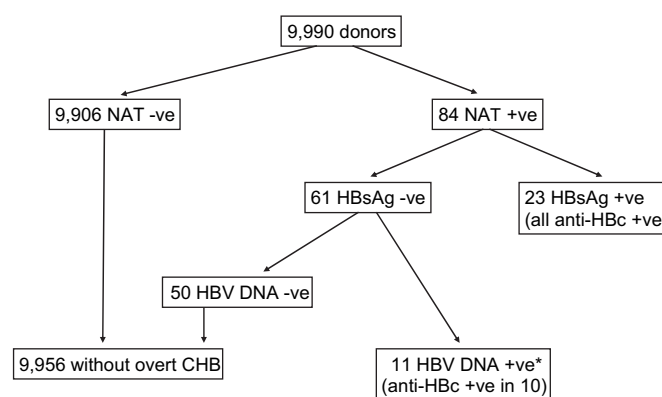 9,990 donors
9,906 NAT -ve
84 NAT +ve
61 HBsAg -ve
23 HBsAg +ve
(all anti-HBc +ve
50 HBV DNA -ve
9,956 without overt CHB
11 HBV DNA +ve*
(anti-HBc +ve in 10)